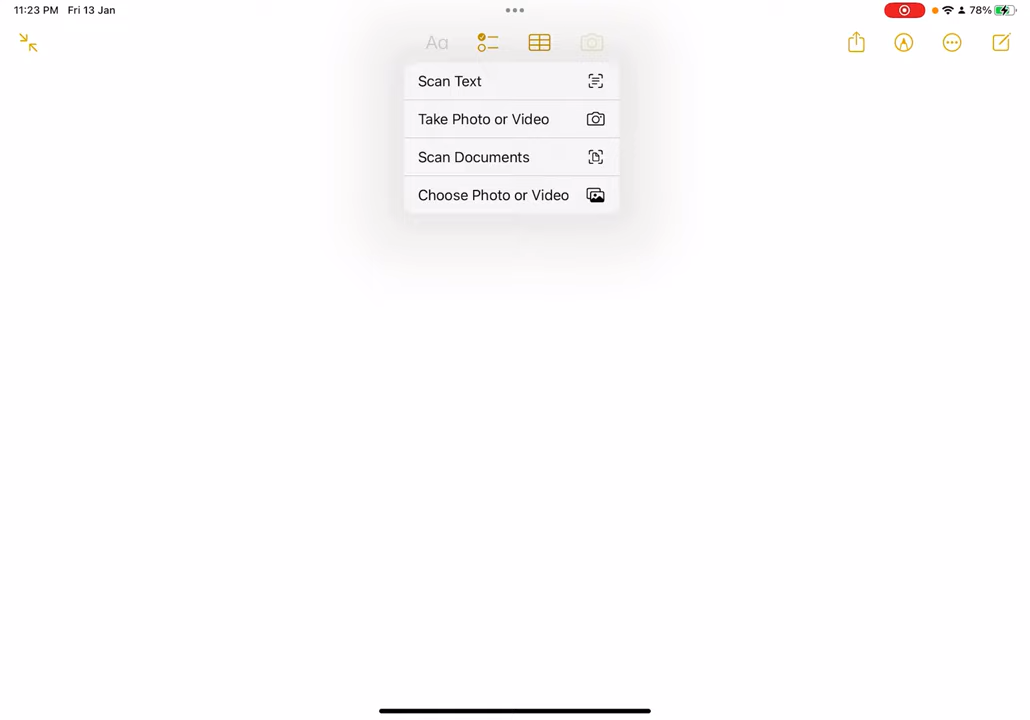 11:23 PM Fri 13 Jan
78%
Aa
Scan Text
Take Photo or Video
Scan Documents
Choose Photo or Video